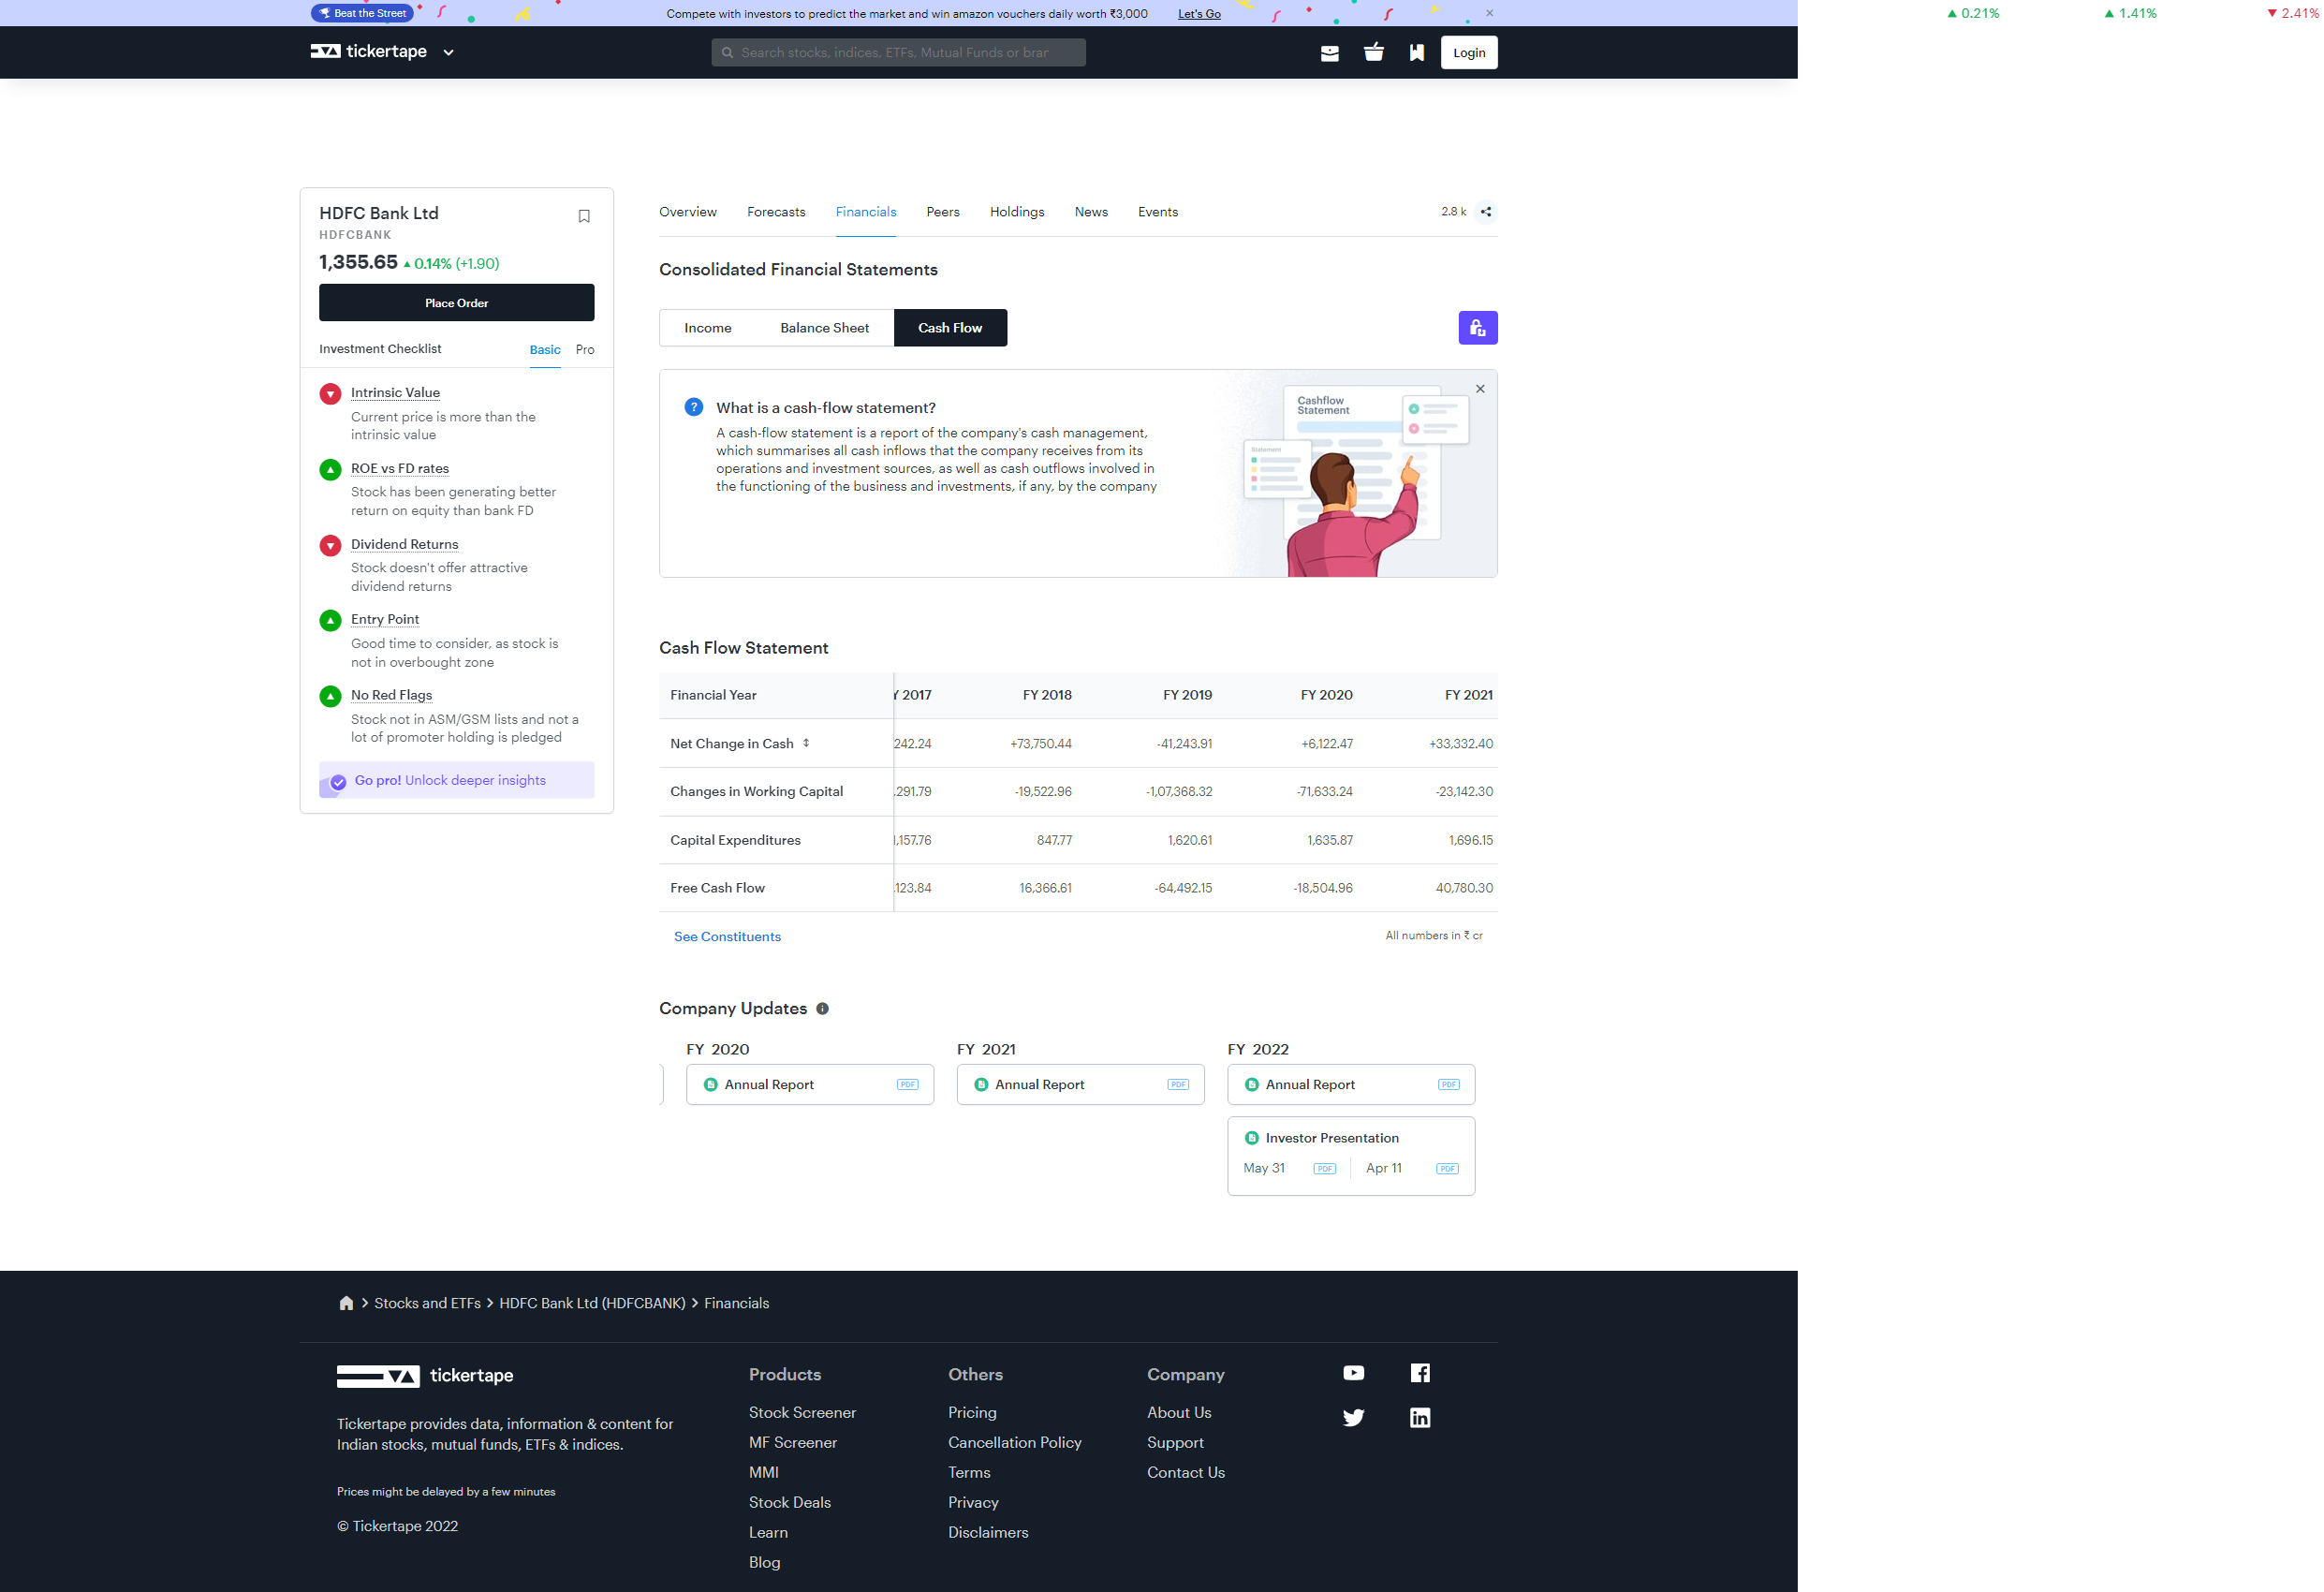 Beat the Street
Compete with investors to predict the market and win amazon vouchers daily worth ₹3,000 Let's Go
▲ 0.21% ▲ 1.41% ▼ 2.41%
tickertape
Search stocks, indices, ETFs, Mutual Funds or brar
Login
HDFC Bank Ltd
HDFCBANK
1,355.65 ▲ 0.14% (+1.90)
Place Order
Investment Checklist Basic Pro
Intrinsic Value
Current price is more than the
intrinsic value
ROE vs FD rates
Stock has been generating better
return on equity than bank FD
Dividend Returns
Stock doesn't offer attractive
dividend returns
Entry Point
Good time to consider, as stock is
not in overbought zone
No Red Flags
Stock not in ASM/GSM lists and not a
lot of promoter holding is pledged
Go pro! Unlock deeper insights
Overview Forecasts Financials Peers Holdings News Events 2.8 k
Consolidated Financial Statements
Income Balance Sheet Cash Flow
What is a cash-flow statement?
A cash-flow statement is a report of the company's cash management,
which summarises all cash inflows that the company receives from its
operations and investment sources, as well as cash outflows involved in
the functioning of the business and investments, if any, by the company
Cashflow
Statement
Statement
Cash Flow Statement
Financial Year Y 2017 FY 2018 FY 2019 FY 2020 FY 2021
Net Change in Cash 242.24 +73,750.44 -41,243.91 +6,122.47 +33,332.40
Changes in Working Capital 291.79 -19,522.96 -1,07,368.32 -71,633.24 -23,142.30
Capital Expenditures ,157.76 847.77 1,620.61 1,635.87 1,696.15
Free Cash Flow 123.84 16,366.61 -64,492.15 -18,504.96 40,780.30
See Constituents All numbers in ₹ cr
Company Updates
FY 2020 FY 2021 FY 2022
Annual Report PDF Annual Report PDF Annual Report PDF
Investor Presentation
May 31 PDF Apr 11 PDF
Stocks and ETFs HDFC Bank Ltd (HDFCBANK) Financials
tickertape
Tickertape provides data, information & content for
Indian stocks, mutual funds, ETFs & indices.
Prices might be delayed by a few minutes
© Tickertape 2022
Products
Stock Screener
MF Screener
MMI
Stock Deals
Learn
Blog
Others
Pricing
Cancellation Policy
Terms
Privacy
Disclaimers
Company
About Us
Support
Contact Us